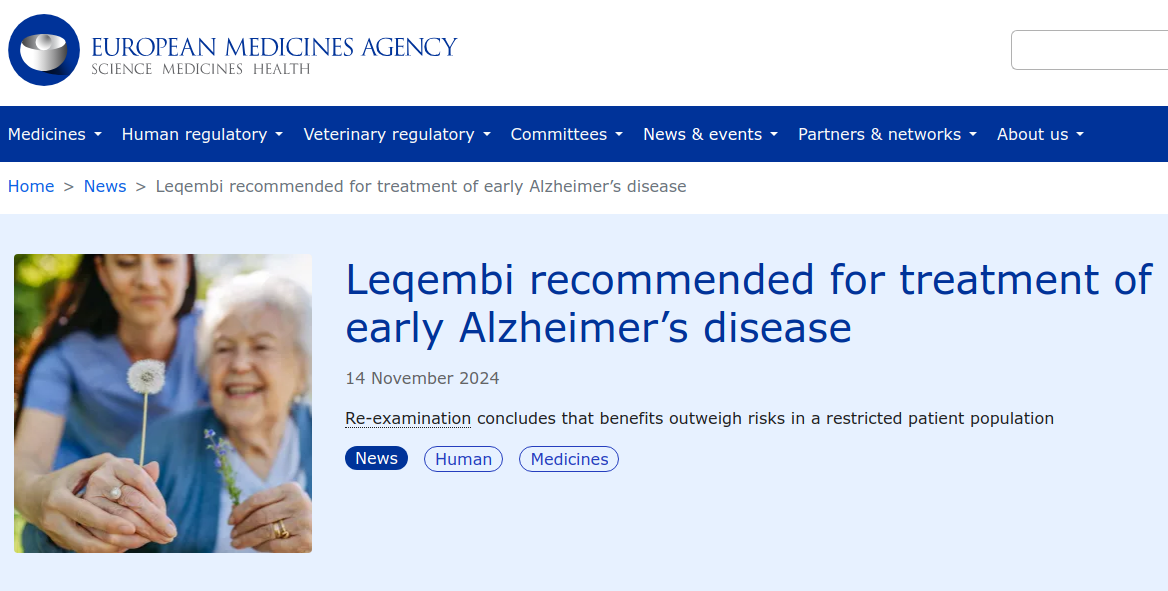 EUROPEAN MEDICINES AGENCY
SCIENCE MEDICINES HEALTH
Medicines Human regulatory Veterinary regulatory Committees News & events Partners & networks About us
Home > News > Leqembi recommended for treatment of early Alzheimer’s disease
Leqembi recommended for treatment of
early Alzheimer’s disease
14 November 2024
Re-examination concludes that benefits outweigh risks in a restricted patient population
News Human Medicines